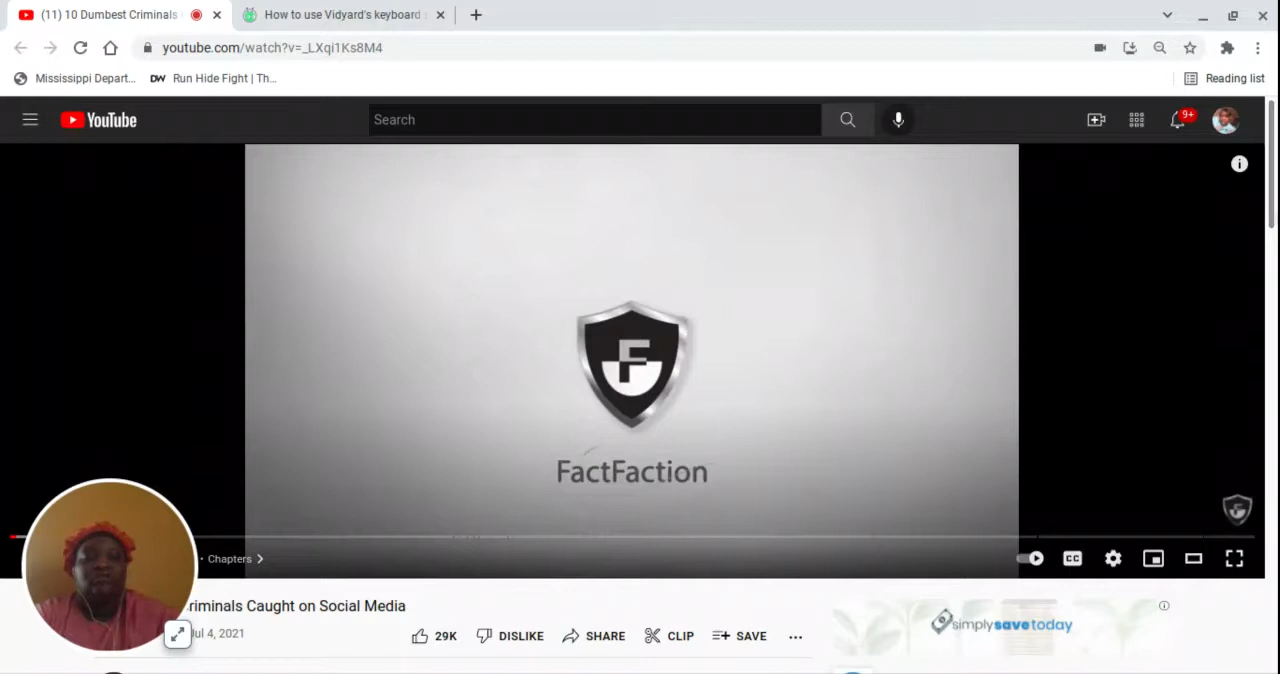 (11) 10 Dumbest Criminals
How to use Vidyard's keyboard
youtube.com/watch?v=_LXqi1Ks8M4
Mississippi Depart...
DW Run Hide Fight | Th...
Reading list
YouTube
Search
9+
F
FactFaction
Chapters
CC
riminals Caught on Social Media
Jul 4, 2021
29K
DISLIKE
SHARE
CLIP
SAVE
simplysavetoday